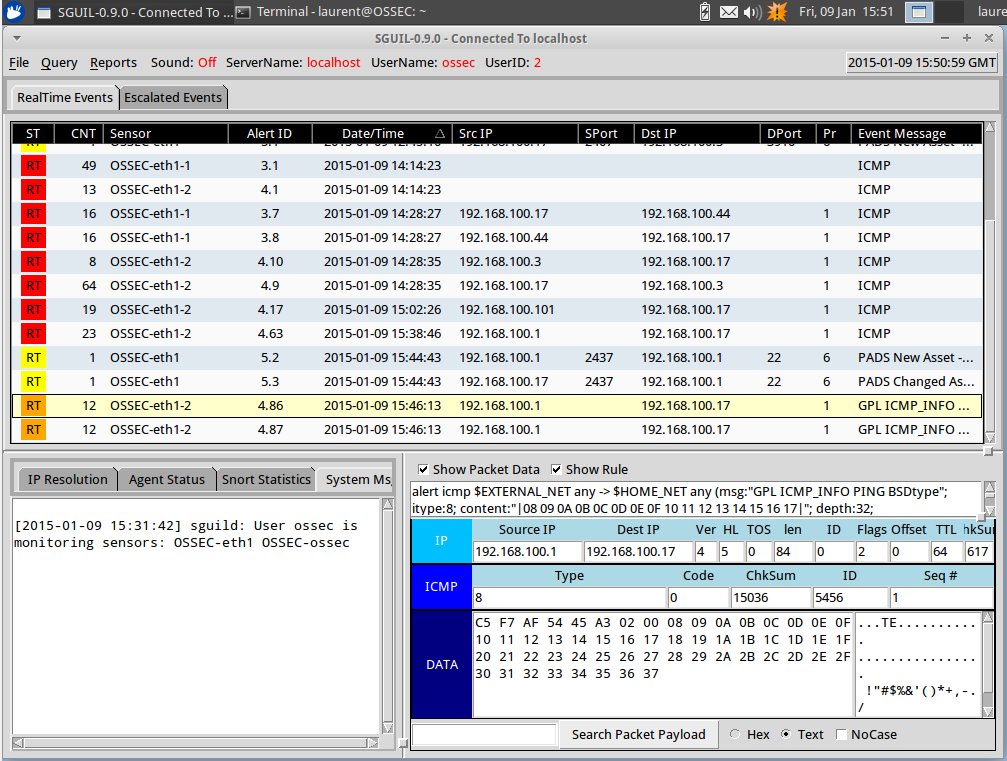 SGUIL-0.9.0 - Connected To ... Terminal - laurent@OSSEC: ~ Fri, 09 Jan 15:51 laure
SGUIL-0.9.0 - Connected To localhost
File Query Reports Sound: Off ServerName: localhost UserName: ossec UserID: 2 2015-01-09 15:50:59 GMT
RealTime Events Escalated Events
ST CNT Sensor Alert ID Date/Time Src IP SPort Dst IP DPort Pr Event Message
RT 49 OSSEC-eth1-1 3.1 2015-01-09 14:14:23 ICMP
RT 13 OSSEC-eth1-2 4.1 2015-01-09 14:14:23 ICMP
RT 16 OSSEC-eth1-1 3.7 2015-01-09 14:28:27 192.168.100.17 192.168.100.44 1 ICMP
RT 16 OSSEC-eth1-1 3.8 2015-01-09 14:28:27 192.168.100.44 192.168.100.17 1 ICMP
RT 8 OSSEC-eth1-2 4.10 2015-01-09 14:28:35 192.168.100.3 192.168.100.17 1 ICMP
RT 64 OSSEC-eth1-2 4.9 2015-01-09 14:28:35 192.168.100.17 192.168.100.3 1 ICMP
RT 19 OSSEC-eth1-2 4.17 2015-01-09 15:02:26 192.168.100.101 192.168.100.17 1 ICMP
RT 23 OSSEC-eth1-2 4.63 2015-01-09 15:38:46 192.168.100.1 192.168.100.17 1 ICMP
RT 1 OSSEC-eth1 5.2 2015-01-09 15:44:43 192.168.100.1 2437 192.168.100.1 22 6 PADS New Asset -...
RT 1 OSSEC-eth1 5.3 2015-01-09 15:44:43 192.168.100.17 2437 192.168.100.1 22 6 PADS Changed As...
RT 12 OSSEC-eth1-2 4.86 2015-01-09 15:46:13 192.168.100.1 192.168.100.17 1 GPL ICMP_INFO ...
RT 12 OSSEC-eth1-2 4.87 2015-01-09 15:46:13 192.168.100.1 192.168.100.17 1 GPL ICMP_INFO ...
IP Resolution Agent Status Snort Statistics System Ms
[2015-01-09 15:31:42] sguild: User ossec is
monitoring sensors: OSSEC-eth1 OSSEC-ossec
Show Packet Data Show Rule
alert icmp $EXTERNAL_NET any -> $HOME_NET any (msg:"GPL ICMP_INFO PING BSDtype";
itype:8; content:"|08 09 0A 0B 0C 0D 0E 0F 10 11 12 13 14 15 16 17|"; depth:32;
IP Source IP Dest IP Ver HL TOS len ID Flags Offset TTL hkSu
192.168.100.1 192.168.100.17 4 5 0 84 0 2 0 64 617
ICMP Type Code ChkSum ID Seq #
8 0 15036 5456 1
DATA
C5 F7 AF 54 45 A3 02 00 08 09 0A 0B 0C 0D 0E 0F
10 11 12 13 14 15 16 17 18 19 1A 1B 1C 1D 1E 1F
20 21 22 23 24 25 26 27 28 29 2A 2B 2C 2D 2E 2F
30 31 32 33 34 35 36 37
...TE..........
.
...............
.
!"#$%&'()*+,-.
/
Search Packet Payload Hex Text NoCase